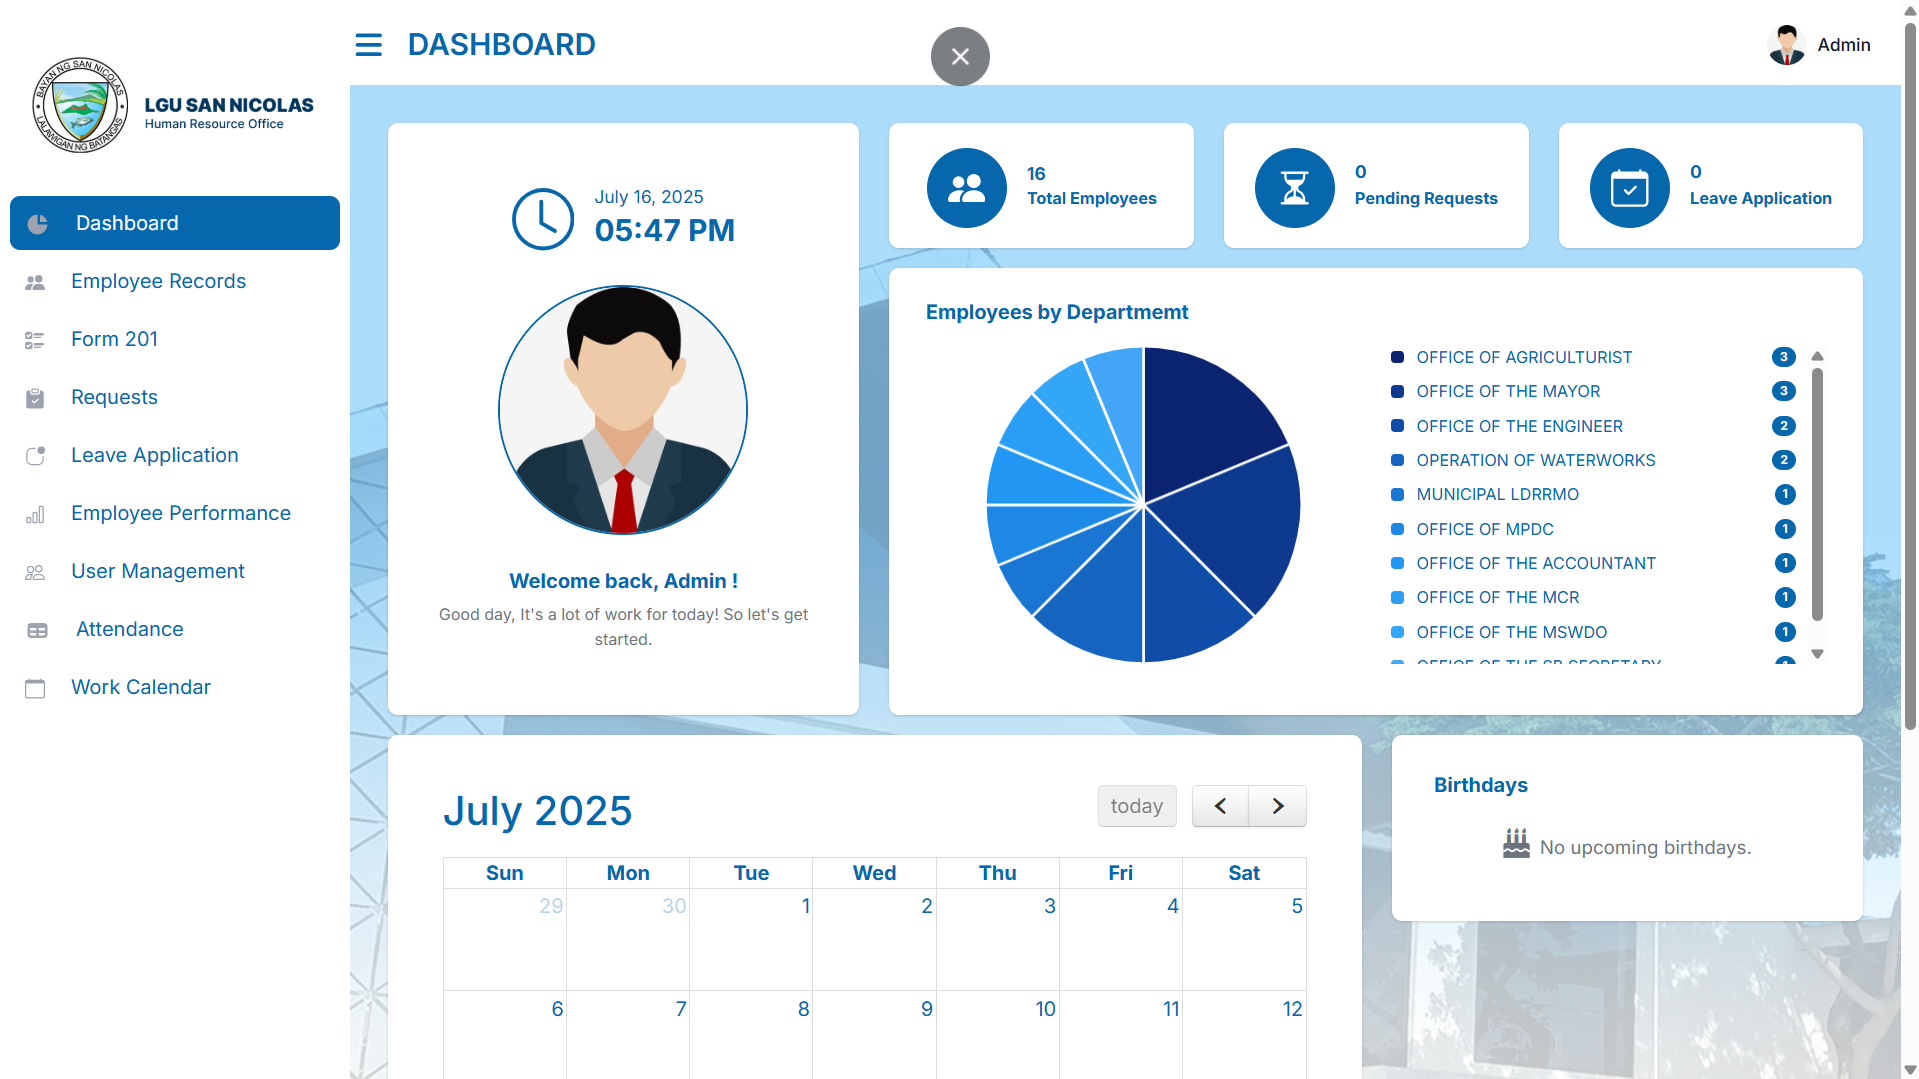 BAYAN NG SAN NICOLAS
LALAWIGAN NG BATANGAS
LGU SAN NICOLAS
Human Resource Office
Dashboard
Employee Records
Form 201
Requests
Leave Application
Employee Performance
User Management
Attendance
Work Calendar
DASHBOARD
Admin
July 16, 2025
05:47 PM
Welcome back, Admin !
Good day, It's a lot of work for today! So let's get
started.
16
Total Employees
0
Pending Requests
0
Leave Application
Employees by Departmemt
OFFICE OF AGRICULTURIST 3
OFFICE OF THE MAYOR 3
OFFICE OF THE ENGINEER 2
OPERATION OF WATERWORKS 2
MUNICIPAL LDRRMO 1
OFFICE OF MPDC 1
OFFICE OF THE ACCOUNTANT 1
OFFICE OF THE MCR 1
OFFICE OF THE MSWDO 1
OFFICE OF THE SB SECRETARY 1
July 2025
today
Sun Mon Tue Wed Thu Fri Sat
29 30 1 2 3 4 5
6 7 8 9 10 11 12
Birthdays
No upcoming birthdays.